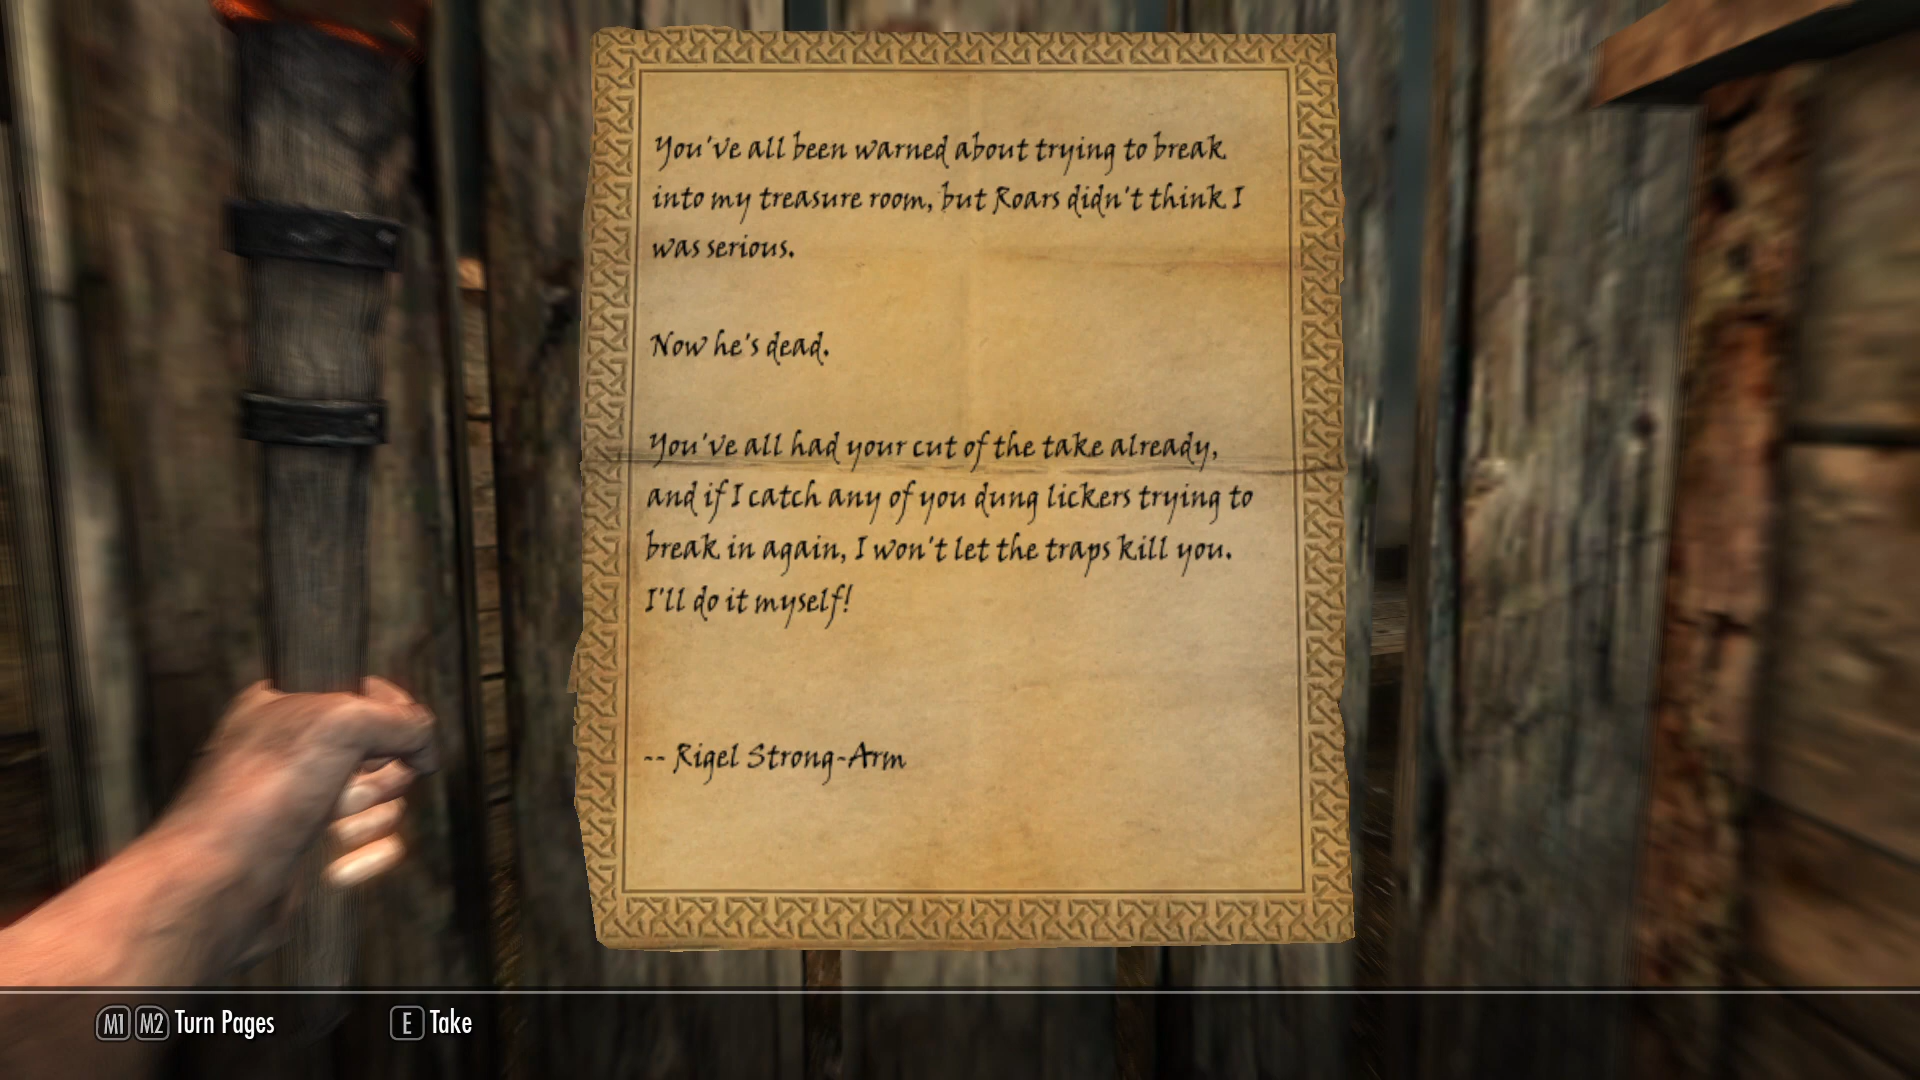 You've all been warned about trying to break
into my treasure room, but Roars didn't think I
was serious.
Now he's dead.
You've all had your cut of the take already,
and if I catch any of you dung lickers trying to
break in again, I won't let the traps kill you.
I'll do it myself!
-- Rigel Strong-Arm
M1 M2 Turn Pages E Take